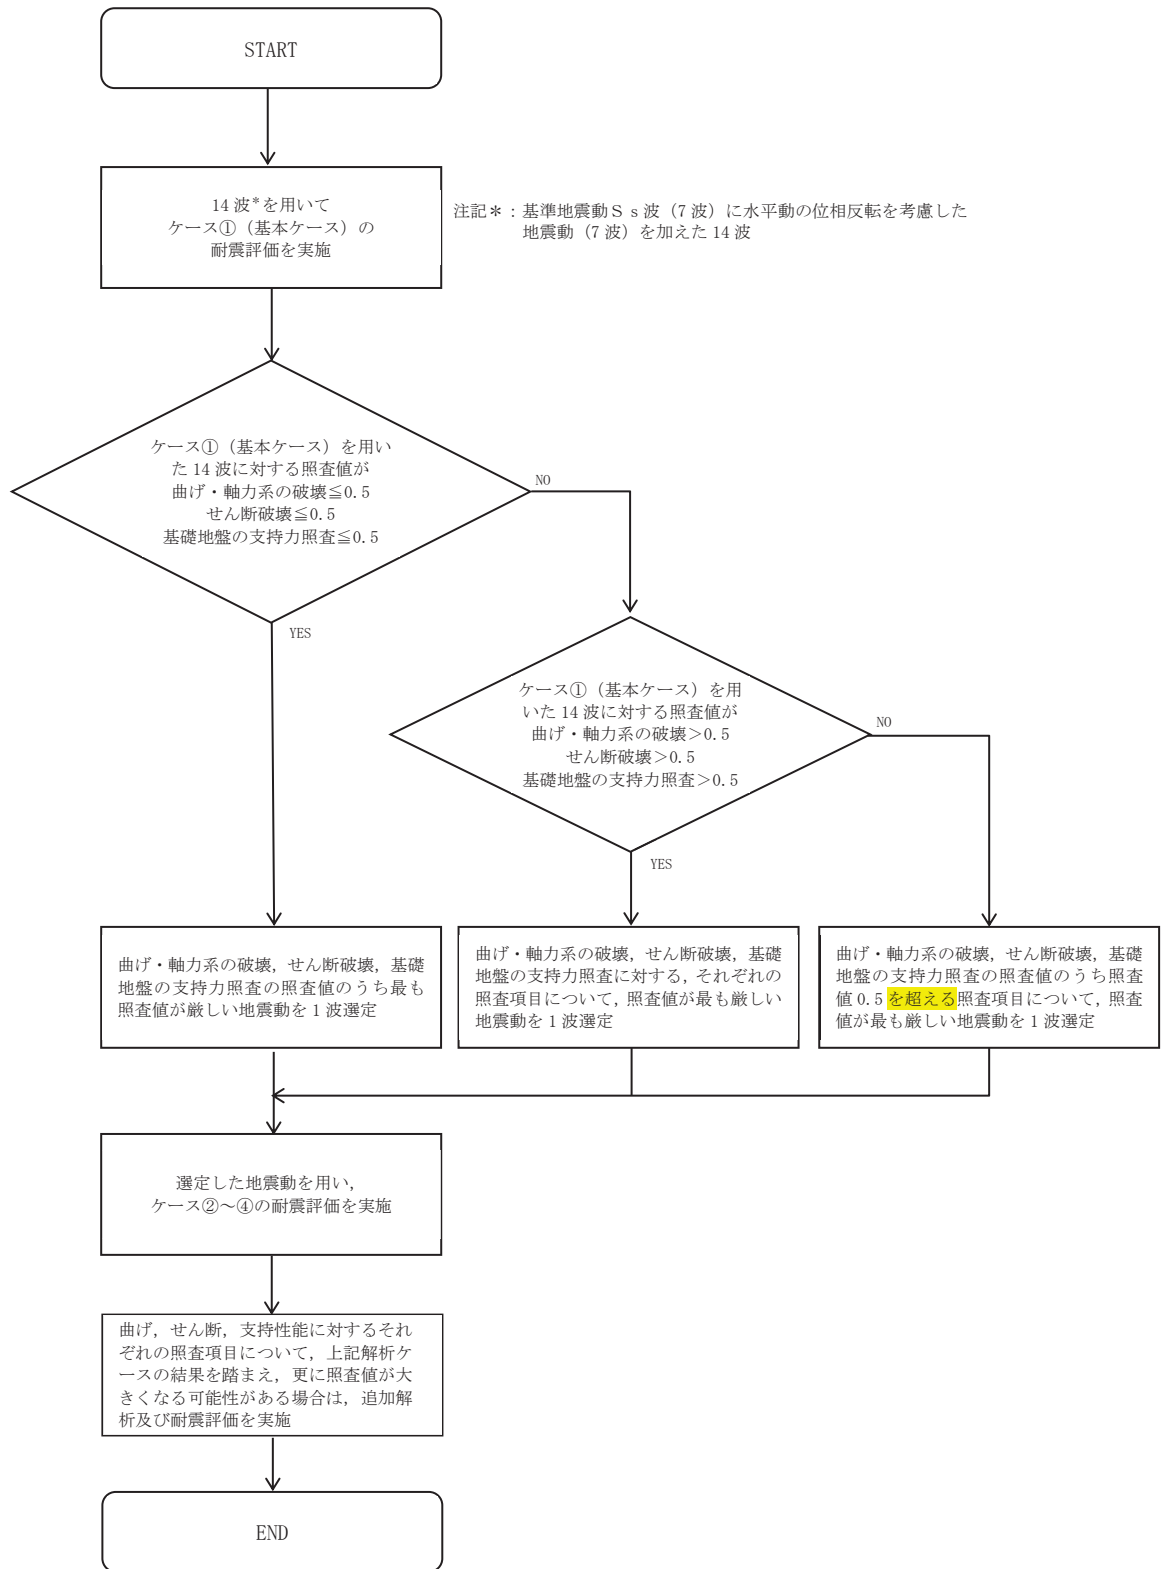 START
14 波*を用いて
ケース①（基本ケース）の
耐震評価を実施
注記＊：基準地震動Ｓｓ波（7 波）に水平動の位相反転を考慮した
地震動（7 波）を加えた 14 波
ケース①（基本ケース）を用い
た 14 波に対する照査値が
曲げ・軸力系の破壊≦0.5
せん断破壊≦0.5
基礎地盤の支持力照査≦0.5
NO
YES
ケース①（基本ケース）を用
いた 14 波に対する照査値が
曲げ・軸力系の破壊＞0.5
せん断破壊＞0.5
基礎地盤の支持力照査＞0.5
NO
YES
曲げ・軸力系の破壊，せん断破壊，基礎
地盤の支持力照査の照査値のうち最も
照査値が厳しい地震動を 1 波選定
曲げ・軸力系の破壊，せん断破壊，基礎
地盤の支持力照査に対する，それぞれの
照査項目について，照査値が最も厳しい
地震動を 1 波選定
曲げ・軸力系の破壊，せん断破壊，基礎
地盤の支持力照査の照査値のうち照査
値 0.5 を超える照査項目について，照査
値が最も厳しい地震動を 1 波選定
選定した地震動を用い，
ケース②～④の耐震評価を実施
曲げ，せん断，支持性能に対するそれ
ぞれの照査項目について，上記解析ケ
ースの結果を踏まえ，更に照査値が大
きくなる可能性がある場合は，追加解
析及び耐震評価を実施
END